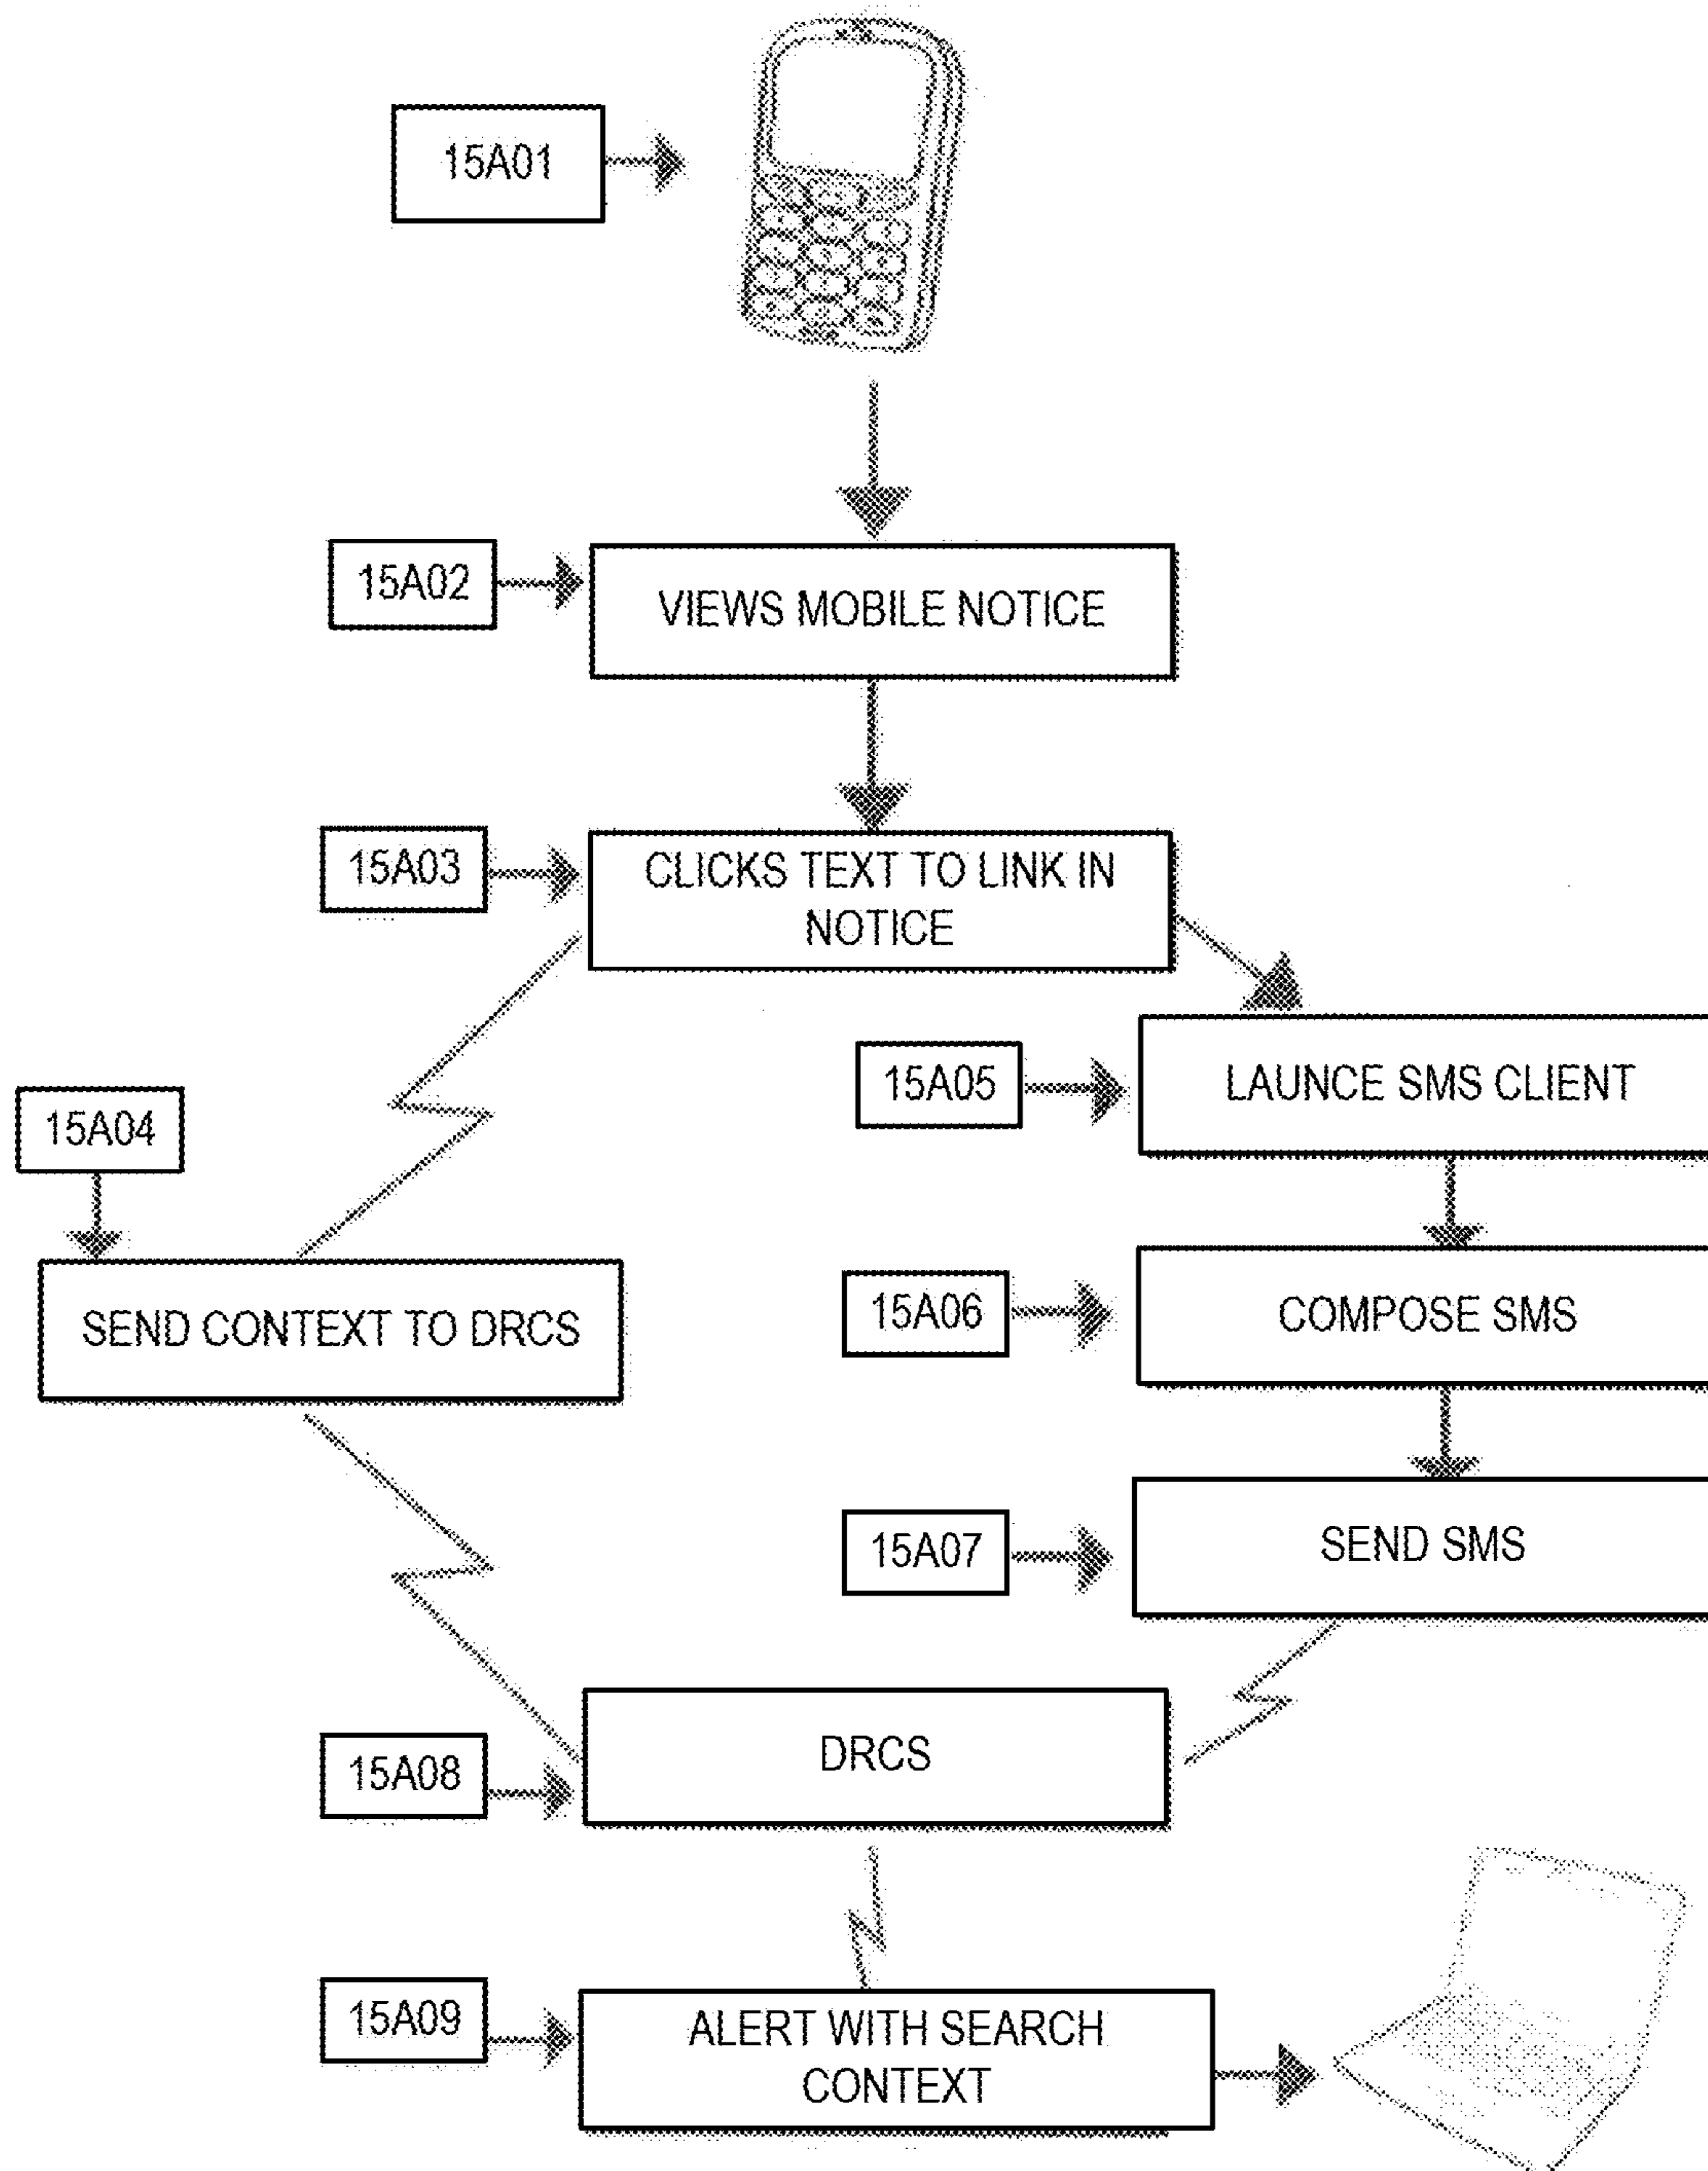 15A01
15A02
VIEWS MOBILE NOTICE
15A03
CLICKS TEXT TO LINK IN
NOTICE
15A04
15A05
LAUNCE SMS CLIENT
SEND CONTEXT TO DRCS
15A06
COMPOSE SMS
15A07
SEND SMS
15A08
DRCS
15A09
ALERT WITH SEARCH
CONTEXT